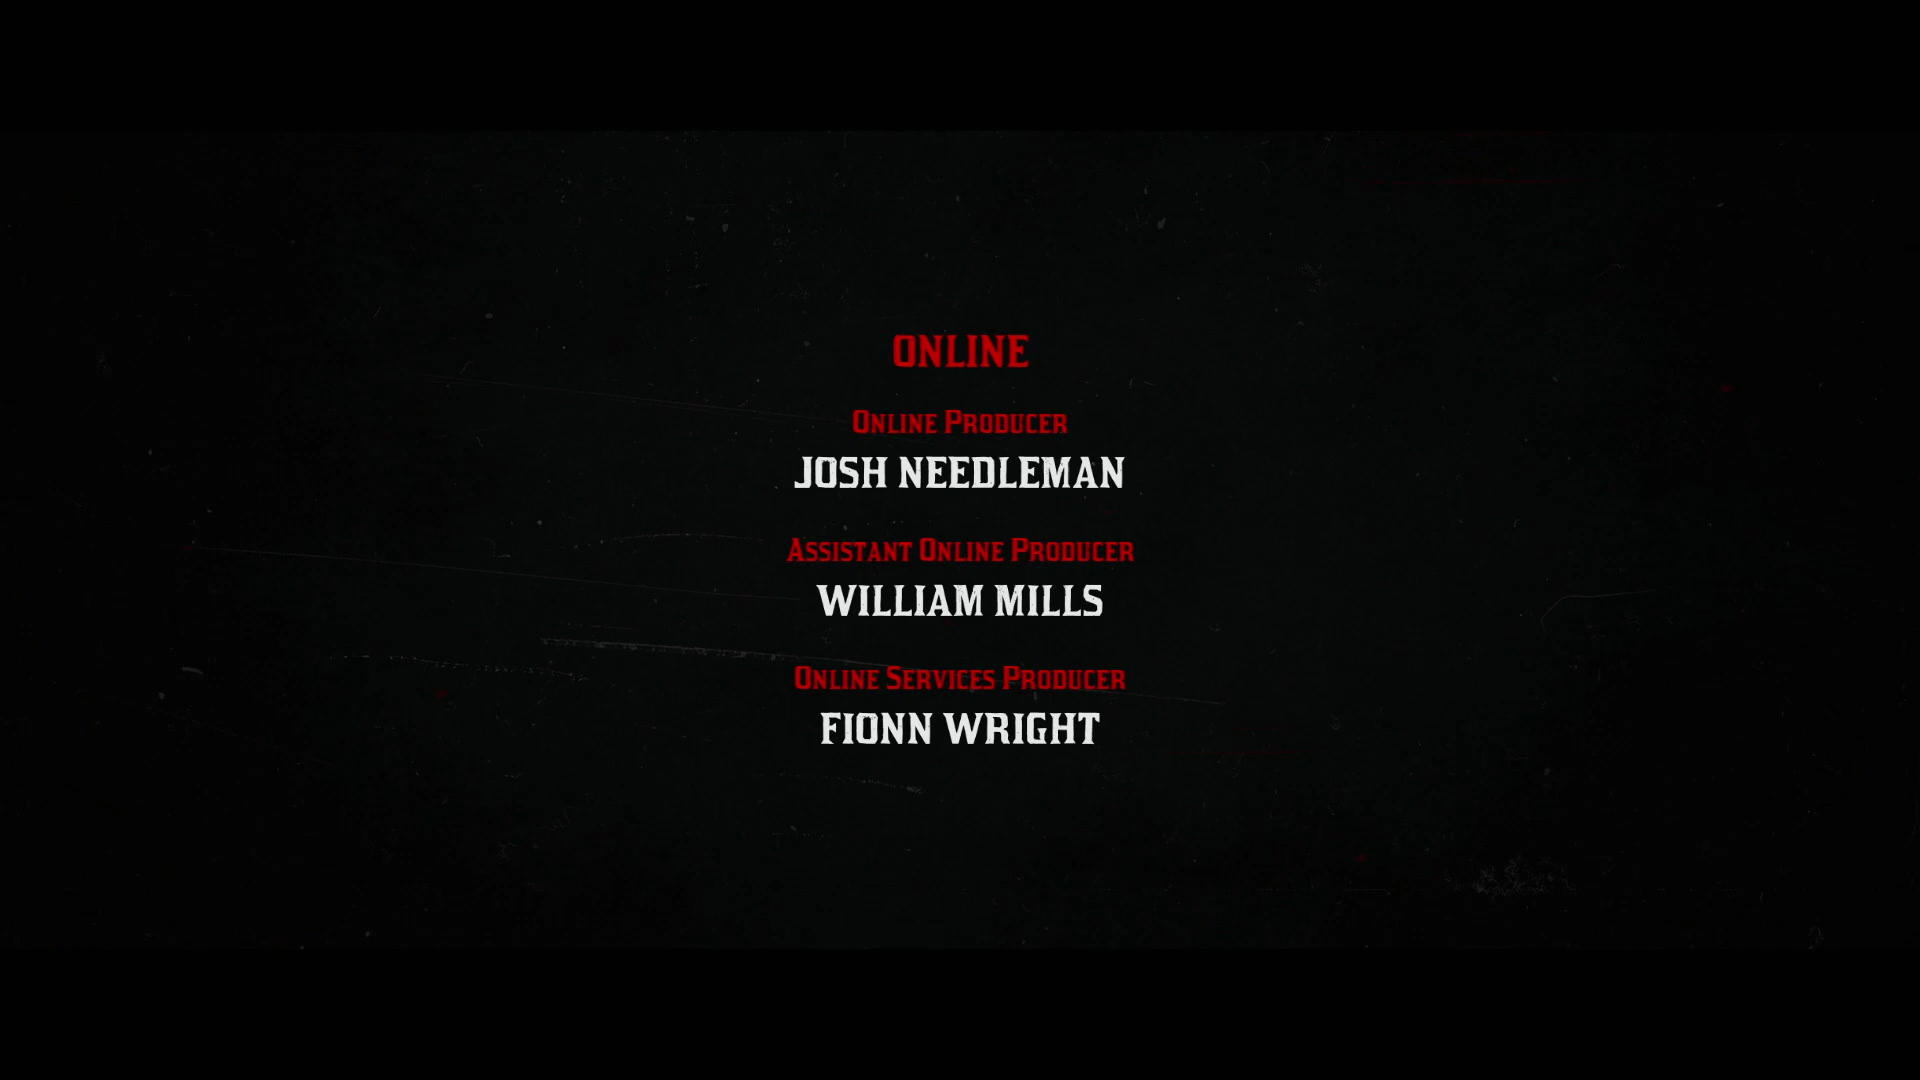 ONLINE
Online Producer
JOSH NEEDLEMAN
Assistant Online Producer
WILLIAM MILLS
Online Services Producer
FIONN WRIGHT